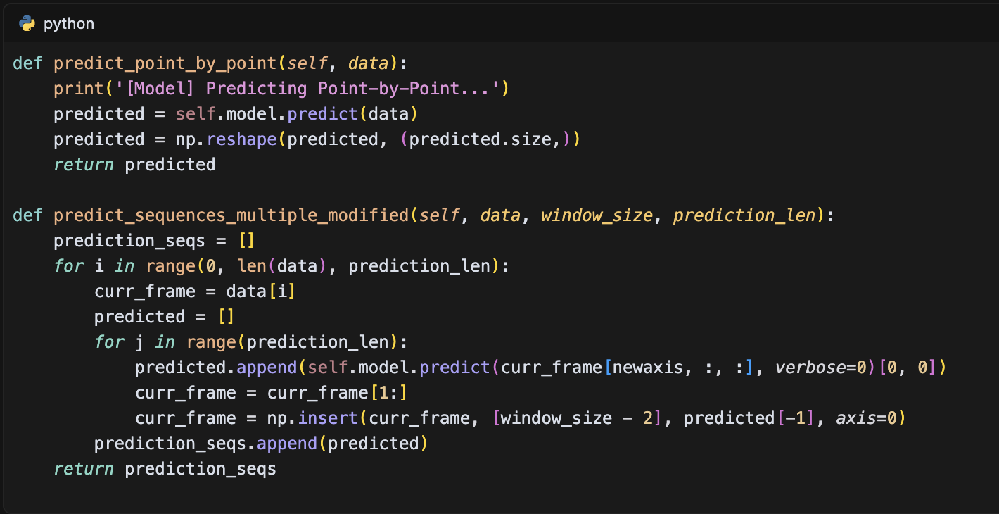 python
def predict_point_by_point(self, data):
    print('[Model] Predicting Point-by-Point...')
    predicted = self.model.predict(data)
    predicted = np.reshape(predicted, (predicted.size,))
    return predicted

def predict_sequences_multiple_modified(self, data, window_size, prediction_len):
    prediction_seqs = []
    for i in range(0, len(data), prediction_len):
        curr_frame = data[i]
        predicted = []
        for j in range(prediction_len):
            predicted.append(self.model.predict(curr_frame[newaxis, :, :], verbose=0)[0, 0])
            curr_frame = curr_frame[1:]
            curr_frame = np.insert(curr_frame, [window_size - 2], predicted[-1], axis=0)
        prediction_seqs.append(predicted)
    return prediction_seqs